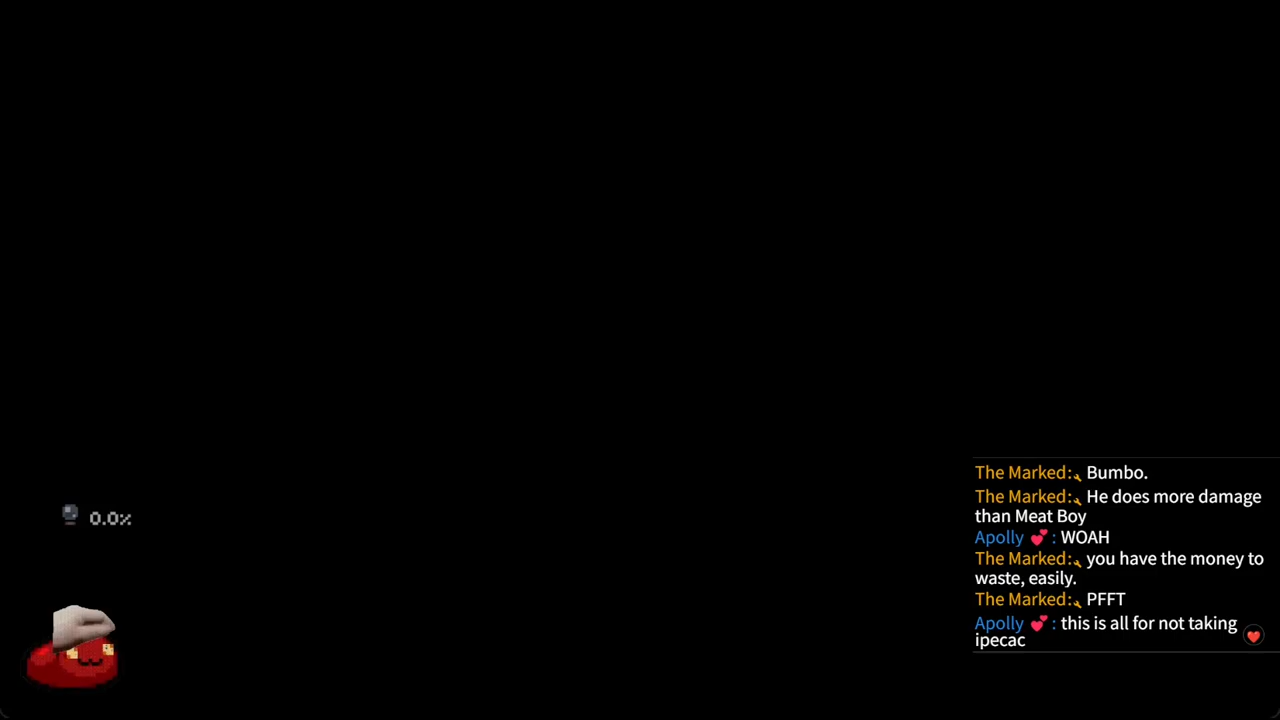 The Marked: Bumbo.
The Marked: He does more damage
than Meat Boy
Apolly 💕 : WOAH
The Marked: you have the money to
waste, easily.
The Marked: PFFT
Apolly 💕 : this is all for not taking
ipecac
0.0%